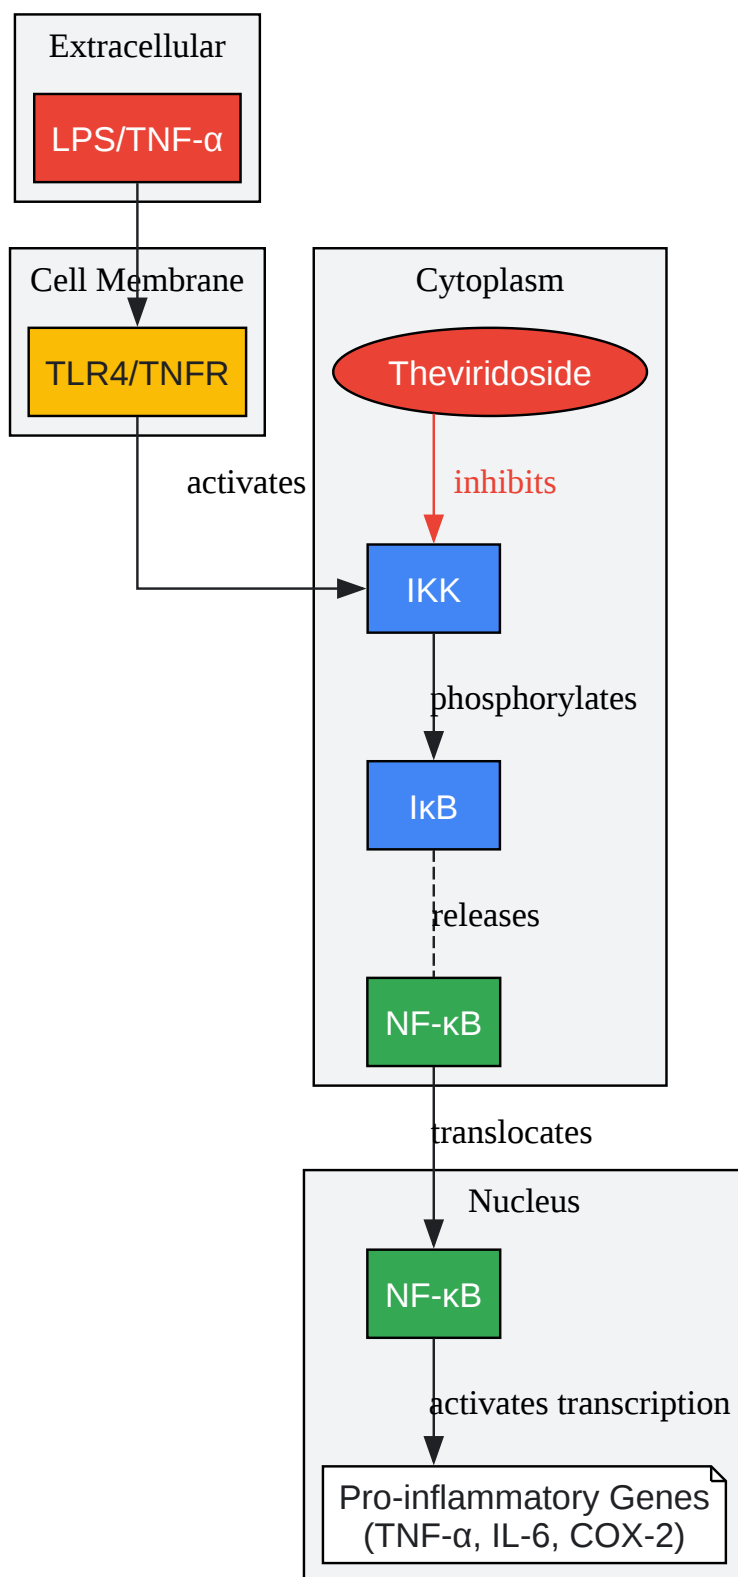 Extracellular
LPS/TNF-α
Cell Membrane
TLR4/TNFR
Cytoplasm
Theviridoside
activates
inhibits
IKK
phosphorylates
IκB
releases
NF-κB
translocates
Nucleus
NF-κB
activates transcription
Pro-inflammatory Genes
(TNF-α, IL-6, COX-2)